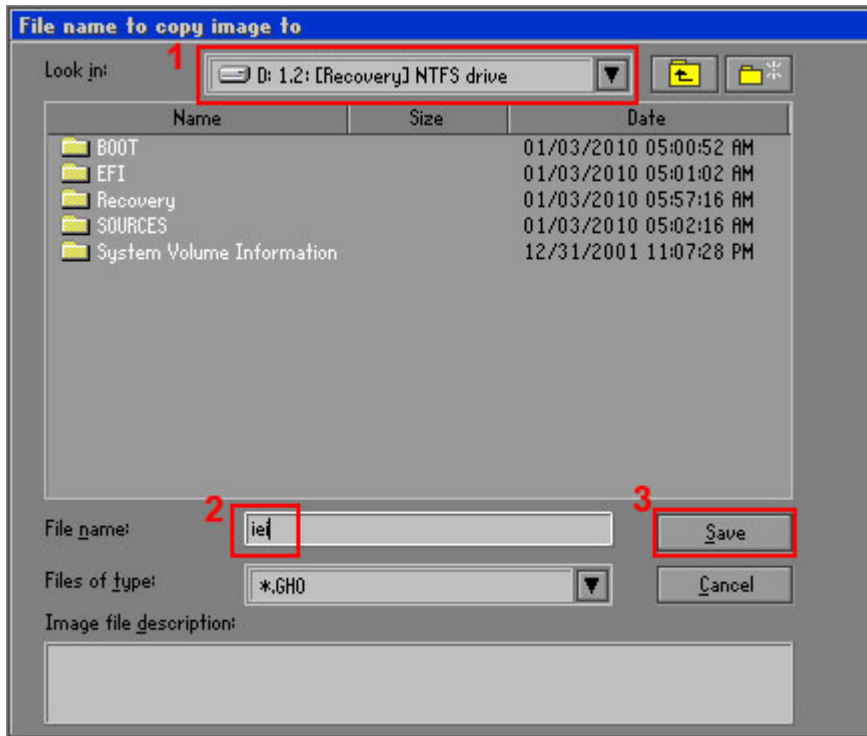 File name to copy image to
Look in: 1 D: 1.2: [Recovery] NTFS drive
Name Size Date
BOOT 01/03/2010 05:00:52 AM
EFI 01/03/2010 05:01:02 AM
Recovery 01/03/2010 05:57:16 AM
SOURCES 01/03/2010 05:02:16 AM
System Volume Information 12/31/2001 11:07:28 PM
File name: 2 iei 3 Save
Files of type: *.GHO Cancel
Image file description: